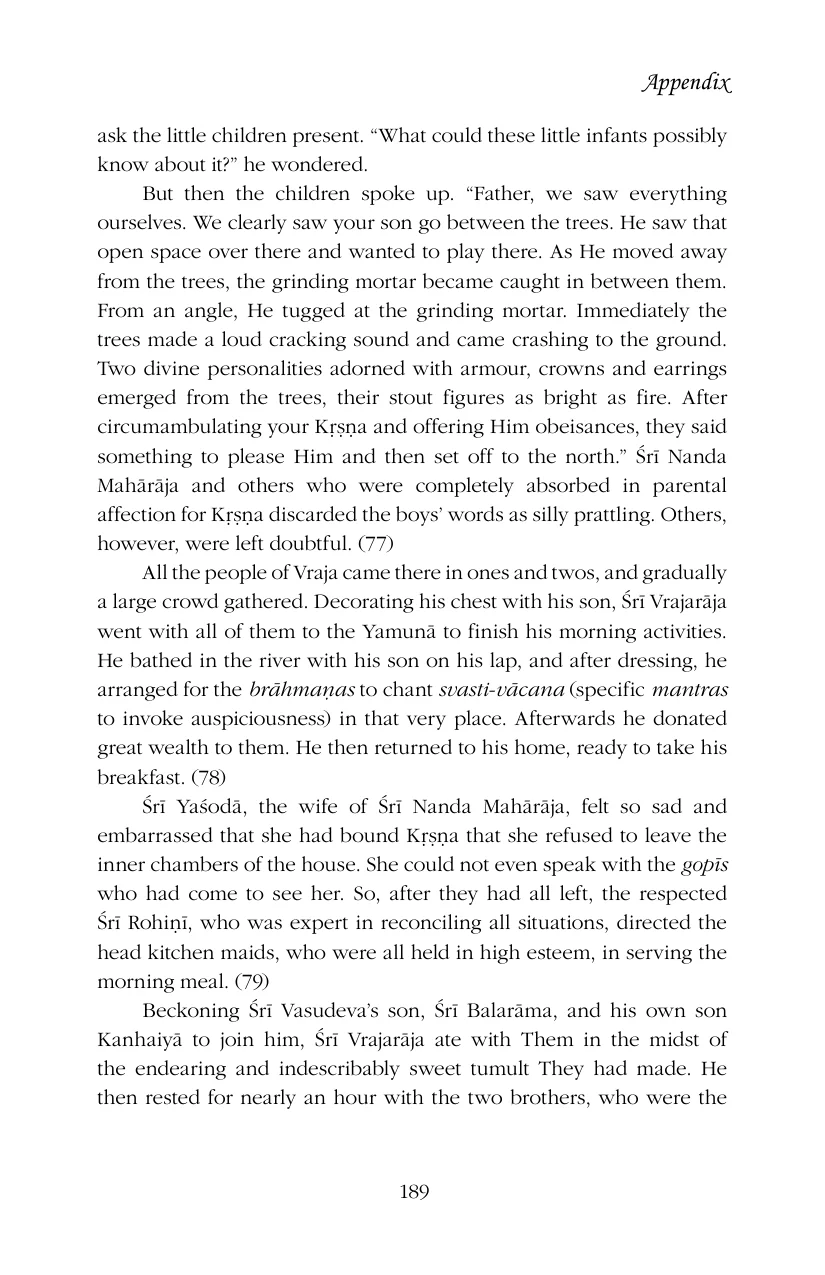 Appendix
ask the little children present. “What could these little infants possibly
know about it?” he wondered.
But then the children spoke up. “Father, we saw everything
ourselves. We clearly saw your son go between the trees. He saw that
open space over there and wanted to play there. As He moved away
from the trees, the grinding mortar became caught in between them.
From an angle, He tugged at the grinding mortar. Immediately the
trees made a loud cracking sound and came crashing to the ground.
Two divine personalities adorned with armour, crowns and earrings
emerged from the trees, their stout figures as bright as fire. After
circumambulating your Kṛṣṇa and offering Him obeisances, they said
something to please Him and then set off to the north.” Śrī Nanda
Mahārāja and others who were completely absorbed in parental
affection for Kṛṣṇa discarded the boys’ words as silly prattling. Others,
however, were left doubtful. (77)
All the people of Vraja came there in ones and twos, and gradually
a large crowd gathered. Decorating his chest with his son, Śrī Vrajarāja
went with all of them to the Yamunā to finish his morning activities.
He bathed in the river with his son on his lap, and after dressing, he
arranged for the brāhmaṇas to chant svasti-vācana (specific mantras
to invoke auspiciousness) in that very place. Afterwards he donated
great wealth to them. He then returned to his home, ready to take his
breakfast. (78)
Śrī Yaśodā, the wife of Śrī Nanda Mahārāja, felt so sad and
embarrassed that she had bound Kṛṣṇa that she refused to leave the
inner chambers of the house. She could not even speak with the gopīs
who had come to see her. So, after they had all left, the respected
Śrī Rohiṇī, who was expert in reconciling all situations, directed the
head kitchen maids, who were all held in high esteem, in serving the
morning meal. (79)
Beckoning Śrī Vasudeva’s son, Śrī Balarāma, and his own son
Kanhaiyā to join him, Śrī Vrajarāja ate with Them in the midst of
the endearing and indescribably sweet tumult They had made. He
then rested for nearly an hour with the two brothers, who were the
189